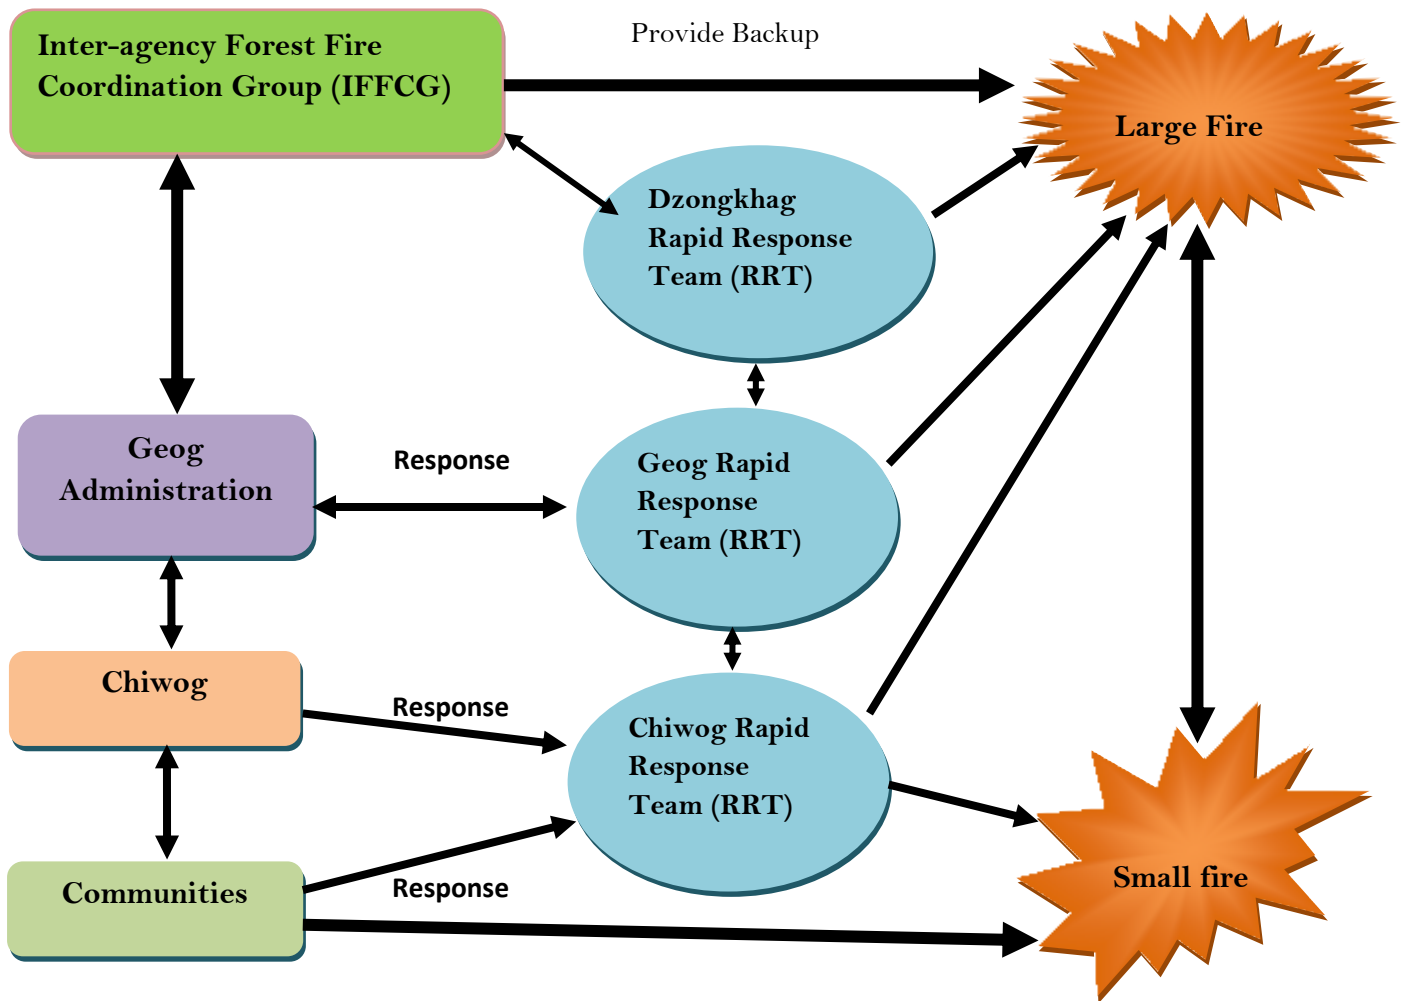 Inter-agency Forest Fire
Coordination Group (IFFCG)
Provide Backup
Large Fire
Dzongkhag
Rapid Response
Team (RRT)
Geog
Administration
Response
Geog Rapid
Response
Team (RRT)
Chiwog
Response
Chiwog Rapid
Response
Team (RRT)
Communities
Response
Small fire